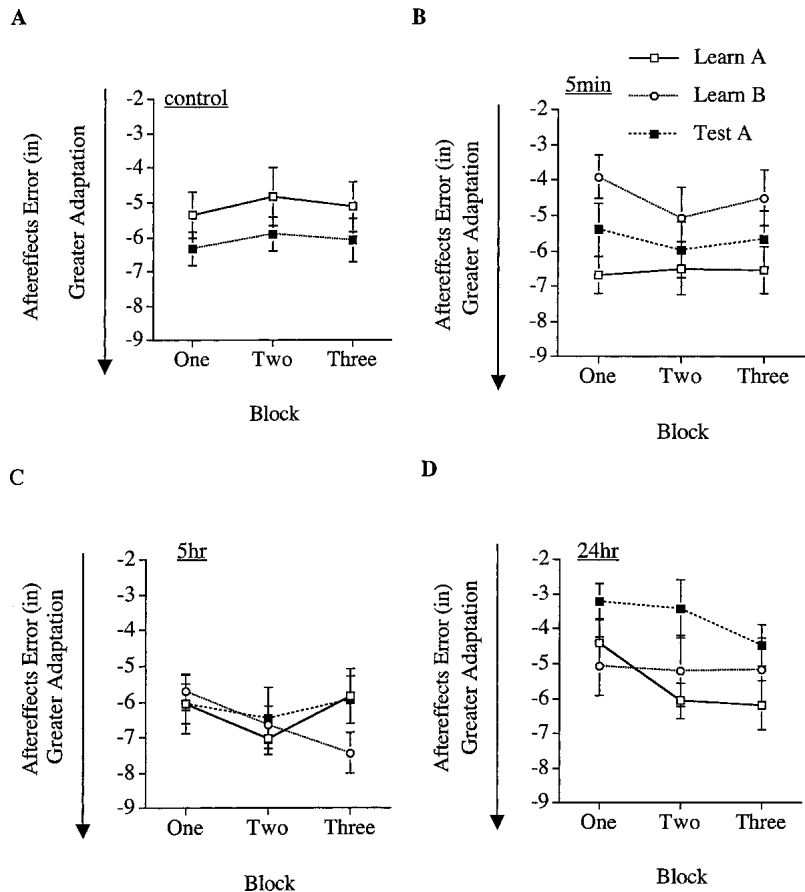 A
Aftereffects Error (in)
Greater Adaptation
control
-2
-3
-4
-5
-6
-7
-8
-9
One Two Three
Block
B
Learn A
Learn B
Test A
Aftereffects Error (in)
Greater Adaptation
5min
-2
-3
-4
-5
-6
-7
-8
-9
One Two Three
Block
C
Aftereffects Error (in)
Greater Adaptation
5hr
-2
-3
-4
-5
-6
-7
-8
-9
One Two Three
Block
D
Aftereffects Error (in)
Greater Adaptation
24hr
-2
-3
-4
-5
-6
-7
-8
-9
One Two Three
Block